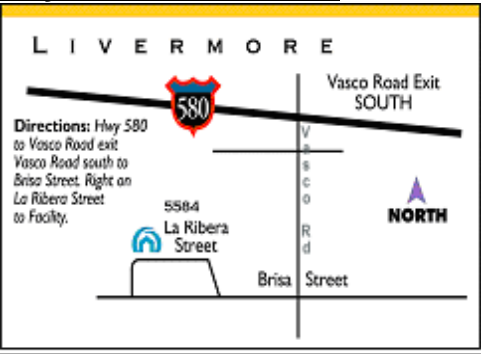 LIVERMORE
Vasco Road Exit
SOUTH
580
Directions: Hwy 580
to Vasco Road exit
Vasco Road south to
Brisa Street. Right on
La Ribera Street
to Facility.
Vasco Rd
NORTH
5584
La Ribera
Street
Brisa Street